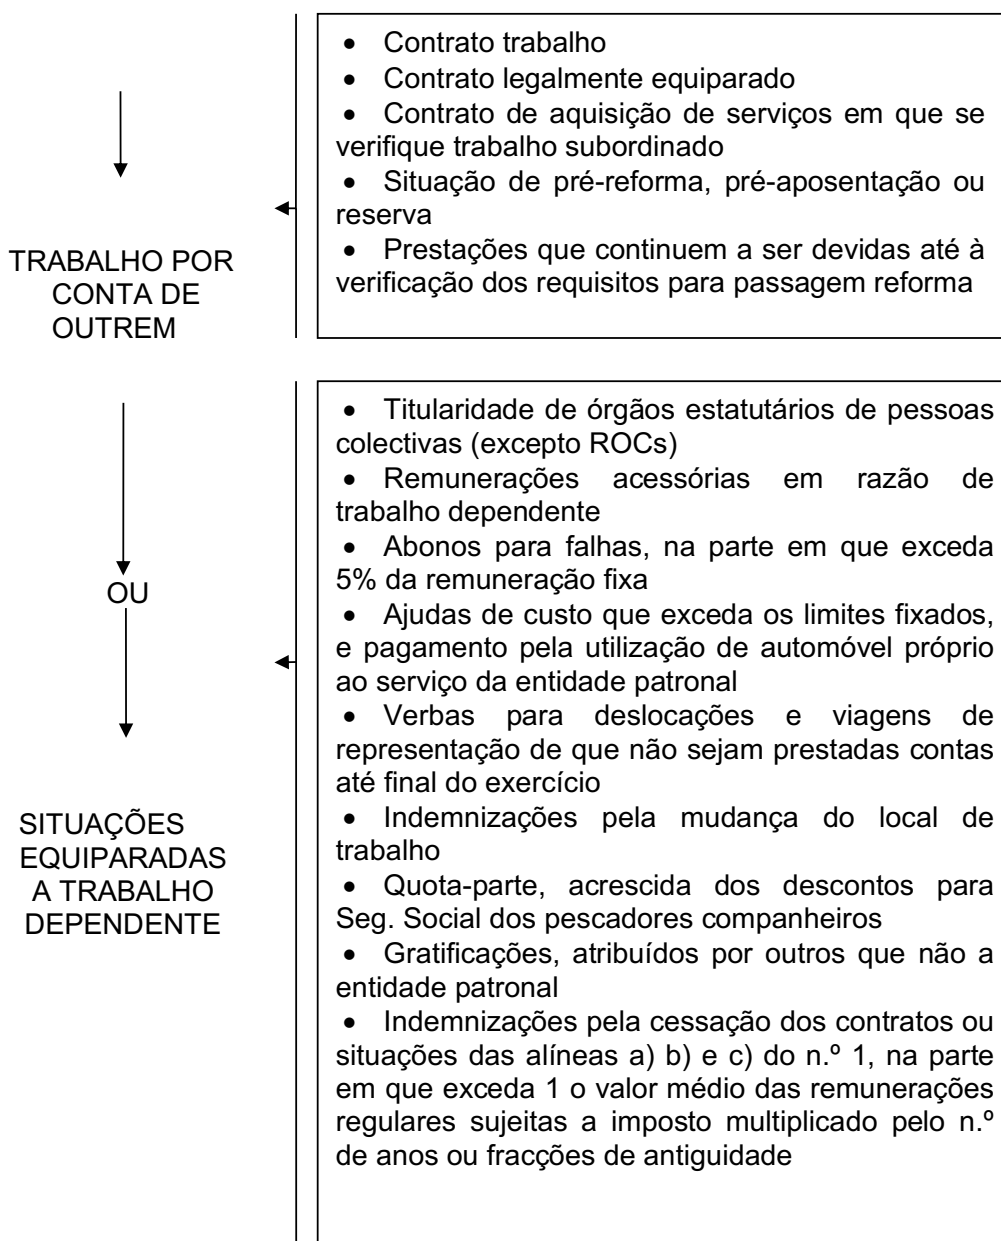 • Contrato trabalho
• Contrato legalmente equiparado
• Contrato de aquisição de serviços em que se
verifique trabalho subordinado
• Situação de pré-reforma, pré-aposentação ou
reserva
• Prestações que continuem a ser devidas até à
verificação dos requisitos para passagem reforma
TRABALHO POR
CONTA DE
OUTREM
• Titularidade de órgãos estatutários de pessoas
colectivas (excepto ROCs)
• Remunerações acessórias em razão de
trabalho dependente
• Abonos para falhas, na parte em que exceda
5% da remuneração fixa
• Ajudas de custo que exceda os limites fixados,
e pagamento pela utilização de automóvel próprio
ao serviço da entidade patronal
• Verbas para deslocações e viagens de
representação de que não sejam prestadas contas
até final do exercício
• Indemnizações pela mudança do local de
trabalho
• Quota-parte, acrescida dos descontos para
Seg. Social dos pescadores companheiros
• Gratificações, atribuídos por outros que não a
entidade patronal
• Indemnizações pela cessação dos contratos ou
situações das alíneas a) b) e c) do n.º 1, na parte
em que exceda 1 o valor médio das remunerações
regulares sujeitas a imposto multiplicado pelo n.º
de anos ou fracções de antiguidade
OU
SITUAÇÕES
EQUIPARADAS
A TRABALHO
DEPENDENTE